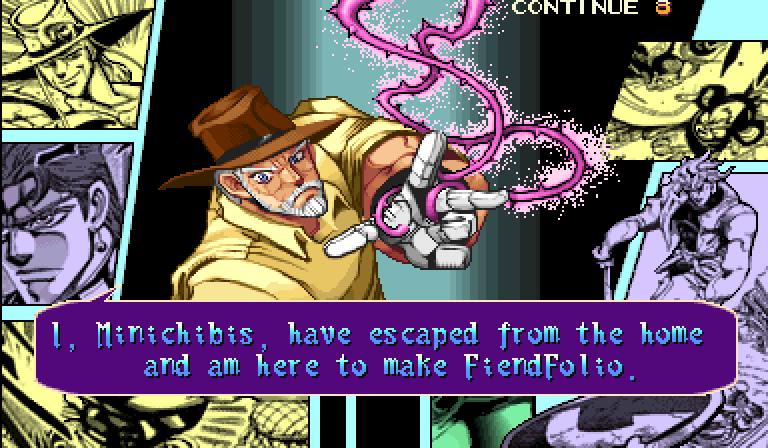 CONTINUE 8
I, Minichibis, have escaped from the home
and am here to make FiendFolio.